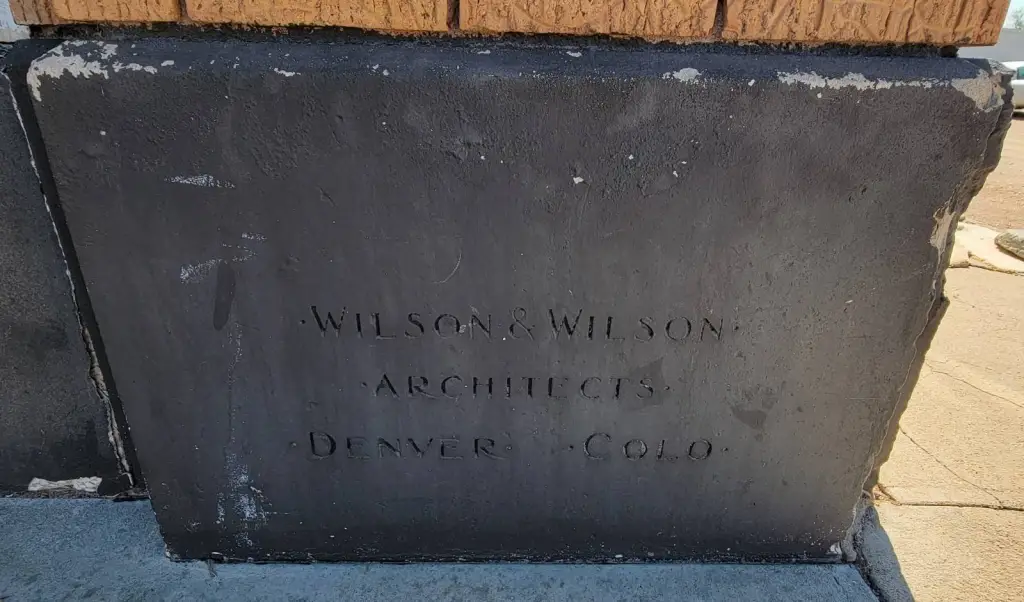 ·WILSON & WILSON·
·ARCHITECTS·
·DENVER· ·COLO·